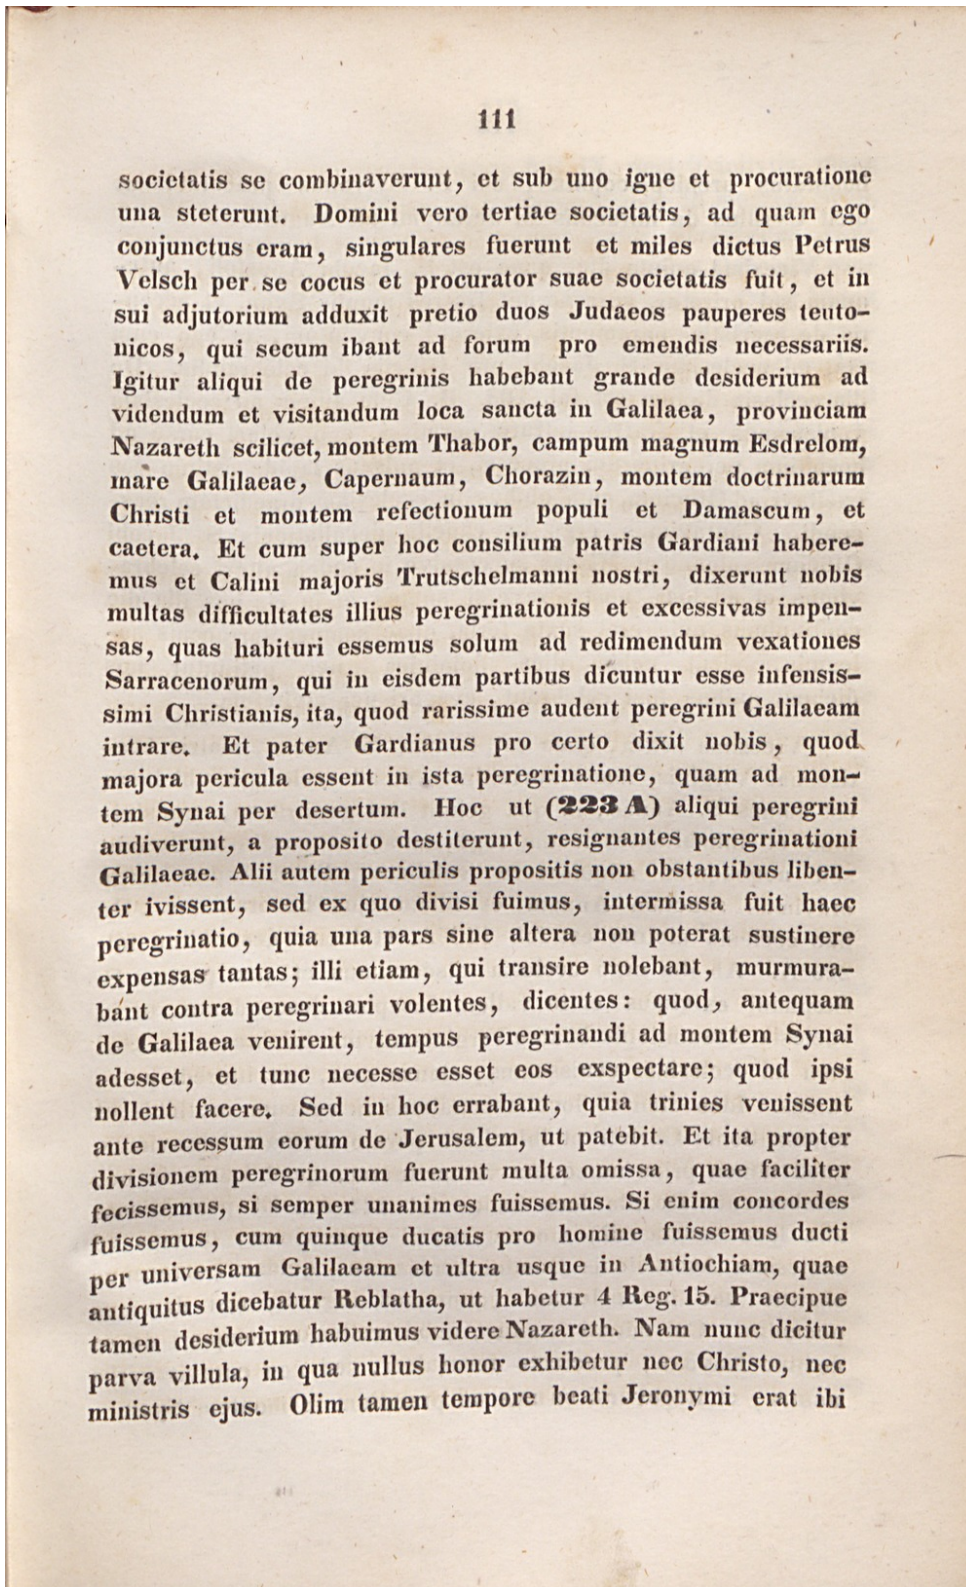 111
societatis se combinaverunt, et sub uno igne et procuratione
una steterunt. Domini vero tertiae societatis, ad quam ego
conjunctus eram, singulares fuerunt et miles dictus Petrus
Velsch per se cocus et procurator suae societatis fuit, et in
sui adjutorium adduxit pretio duos Judaeos pauperes teuto-
nicos, qui secum ibant ad forum pro emendis necessariis.
Igitur aliqui de peregrinis habebant grande desiderium ad
videndum et visitandum loca sancta in Galilaea, provinciam
Nazareth scilicet, montem Thabor, campum magnum Esdrelom,
mare Galilaeae, Capernaum, Chorazin, montem doctrinarum
Christi et montem refectionum populi et Damascum, et
caetera. Et cum super hoc consilium patris Gardiani habere-
mus et Calini majoris Trutschelmanni nostri, dixerunt nobis
multas difficultates illius peregrinationis et excessivas impen-
sas, quas habituri essemus solum ad redimendum vexationes
Sarracenorum, qui in eisdem partibus dicuntur esse infensis-
simi Christianis, ita, quod rarissime audent peregrini Galilaeam
intrare. Et pater Gardianus pro certo dixit nobis, quod
majora pericula essent in ista peregrinatione, quam ad mon-
tem Synai per desertum. Hoc ut (223 A) aliqui peregrini
audiverunt, a proposito destiterunt, resignantes peregrinationi
Galilaeae. Alii autem periculis propositis non obstantibus liben-
ter ivissent, sed ex quo divisi fuimus, intermissa fuit haec
peregrinatio, quia una pars sine altera non poterat sustinere
expensas tantas; illi etiam, qui transire nolebant, murmura-
bant contra peregrinari volentes, dicentes: quod, antequam
de Galilaea venirent, tempus peregrinandi ad montem Synai
adesset, et tunc necesse esset eos exspectare; quod ipsi
nollent facere. Sed in hoc errabant, quia trinies venissent
ante recessum eorum de Jerusalem, ut patebit. Et ita propter
divisionem peregrinorum fuerunt multa omissa, quae faciliter
fecissemus, si semper unanimes fuissemus. Si enim concordes
fuissemus, cum quinque ducatis pro homine fuissemus ducti
per universam Galilaeam et ultra usque in Antiochiam, quae
antiquitus dicebatur Reblatha, ut habetur 4 Reg. 15. Praecipue
tamen desiderium habuimus videre Nazareth. Nam nunc dicitur
parva villula, in qua nullus honor exhibetur nec Christo, nec
ministris ejus. Olim tamen tempore beati Jeronymi erat ibi